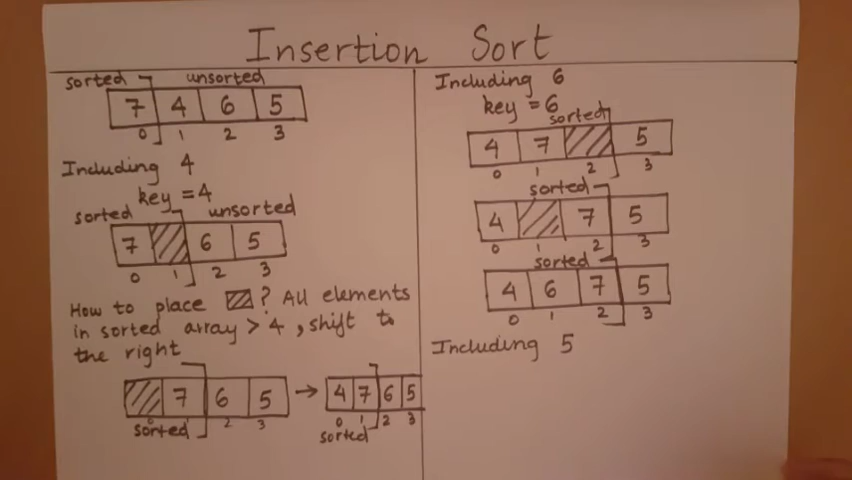 Insertion Sort
sorted unsorted
7 4 6 5
0 1 2 3
Including 4
key = 4
sorted unsorted
7 6 5
0 1 2 3
How to place ? All elements
in sorted array > 4, shift to
the right
7 6 5 → 4 7 6 5
0 1 2 3 0 1 2 3
sorted sorted
Including 6
key = 6
sorted
4 7 5
0 1 2 3
sorted
4 7 5
0 1 2 3
sorted
4 6 7 5
0 1 2 3
Including 5